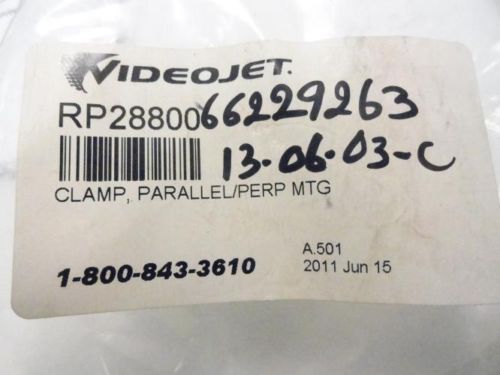 VIDEOJET.
RP28800 66229263
13-06-03-C
CLAMP, PARALLEL/PERP MTG
A.501
1-800-843-3610
2011 Jun 15